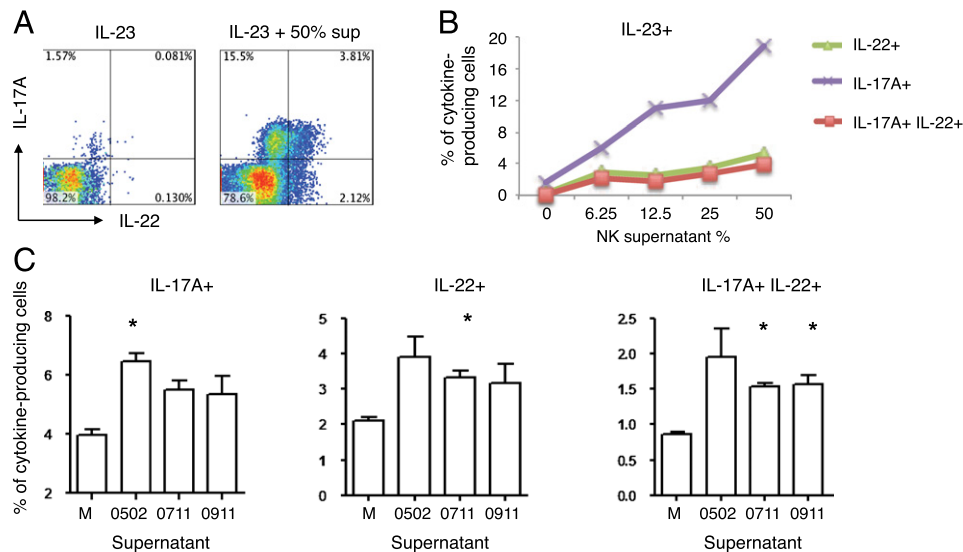 A
IL-23
IL-23 + 50% sup
IL-17A
1.57%
0.081%
98.2%
0.130%
15.5%
3.81%
78.6%
2.12%
IL-22
B
IL-23+
% of cytokine-
producing cells
20
16
12
8
4
0
0 6.25 12.5 25 50
NK supernatant %
IL-22+
IL-17A+
IL-17A+ IL-22+
C
% of cytokine-producing cells
IL-17A+
8
6
4
2
*
M 0502 0711 0911
Supernatant
IL-22+
5
4
3
2
1
0
*
M 0502 0711 0911
Supernatant
IL-17A+ IL-22+
2.5
2.0
1.5
1.0
0.5
0.0
* *
M 0502 0711 0911
Supernatant